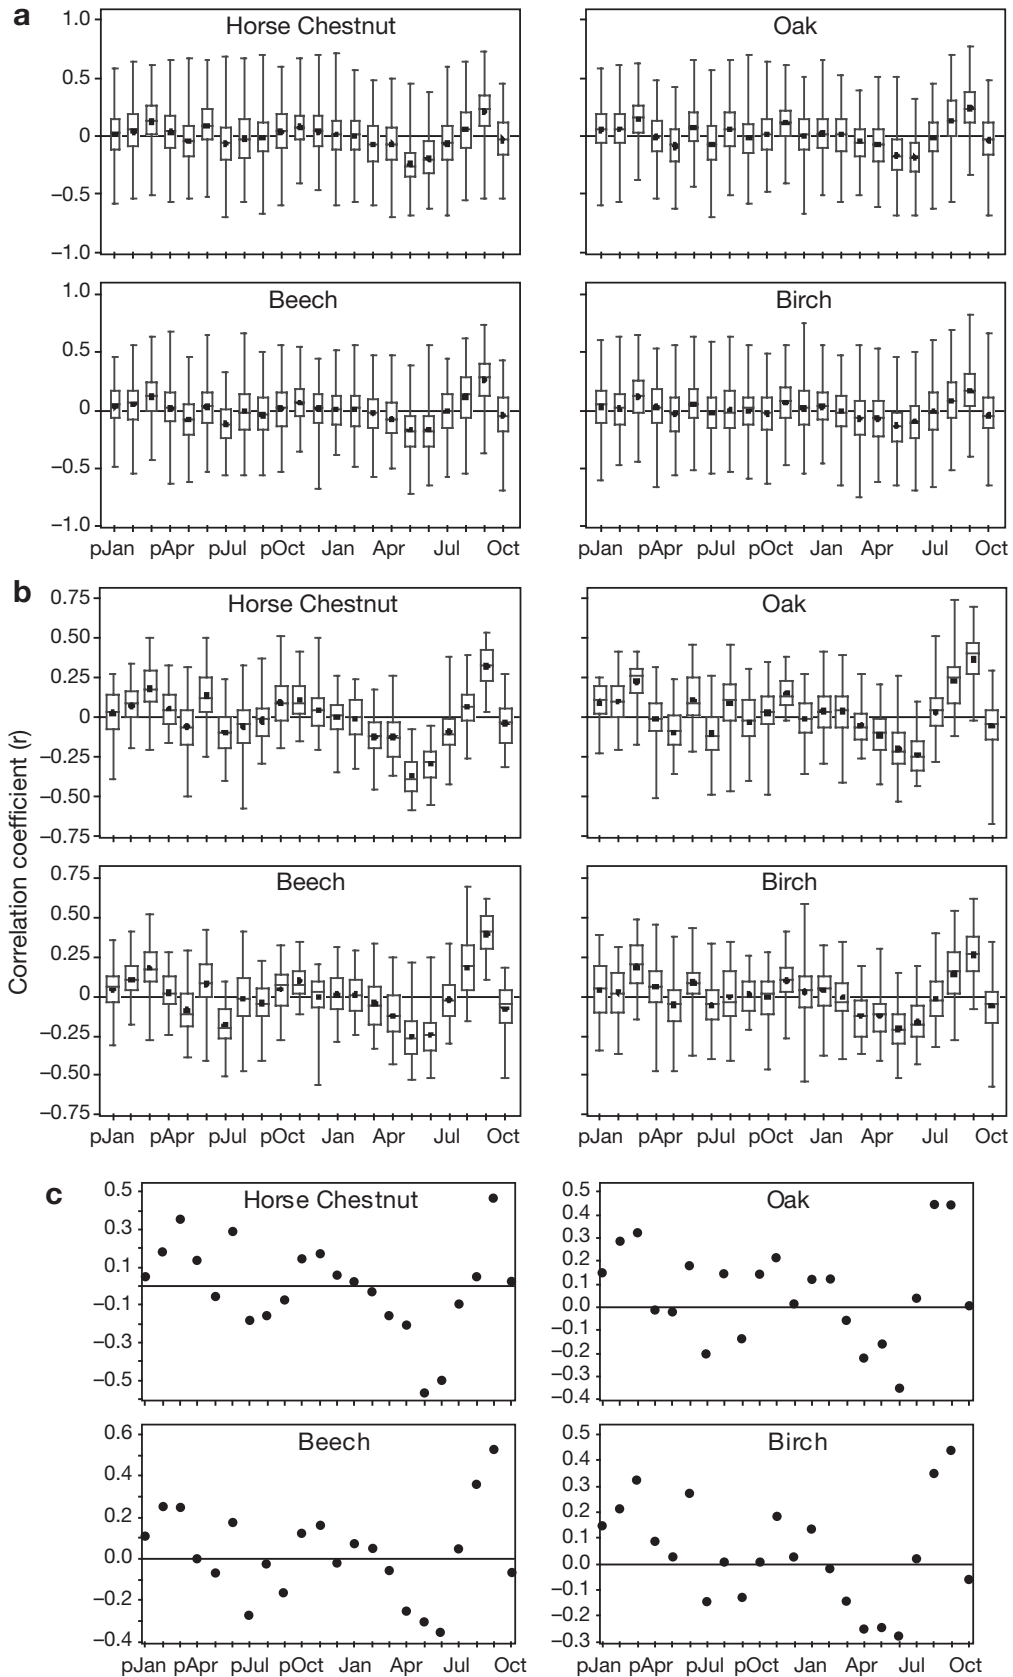 a
Horse Chestnut
Oak
1.0
0.5
0
−0.5
−1.0
Beech
Birch
1.0
0.5
0
−0.5
−1.0
pJan pApr pJul pOct Jan Apr Jul Oct
pJan pApr pJul pOct Jan Apr Jul Oct
b
Correlation coefficient (r)
Horse Chestnut
Oak
0.75
0.50
0.25
0
−0.25
−0.50
−0.75
Beech
Birch
0.75
0.50
0.25
0
−0.25
−0.50
−0.75
pJan pApr pJul pOct Jan Apr Jul Oct
pJan pApr pJul pOct Jan Apr Jul Oct
c
Horse Chestnut
0.5
0.3
0.1
−0.1
−0.3
−0.5
Oak
0.5
0.4
0.3
0.2
0.1
0.0
−0.1
−0.2
−0.3
−0.4
Beech
0.6
0.4
0.2
0.0
−0.2
−0.4
pJan pApr pJul pOct Jan Apr Jul Oct
Birch
0.5
0.4
0.3
0.2
0.1
0.0
−0.1
−0.2
−0.3
pJan pApr pJul pOct Jan Apr Jul Oct